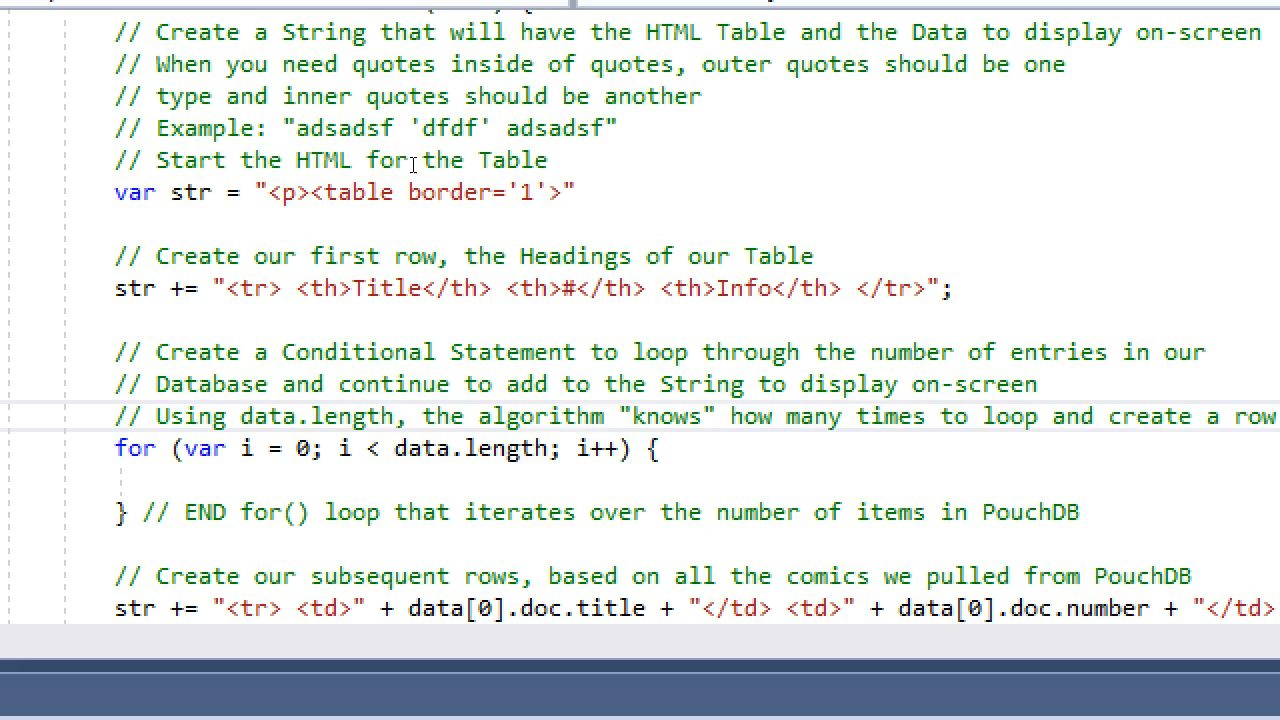 // Create a String that will have the HTML Table and the Data to display on-screen
// When you need quotes inside of quotes, outer quotes should be one
// type and inner quotes should be another
// Example: "adsadsf 'dfdf' adsadsf"
// Start the HTML for the Table
var str = "<p><table border='1'>"
// Create our first row, the Headings of our Table
str += "<tr> <th>Title</th> <th>#</th> <th>Info</th> </tr>";
// Create a Conditional Statement to loop through the number of entries in our
// Database and continue to add to the String to display on-screen
// Using data.length, the algorithm "knows" how many times to loop and create a row
for (var i = 0; i < data.length; i++) {
} // END for() loop that iterates over the number of items in PouchDB
// Create our subsequent rows, based on all the comics we pulled from PouchDB
str += "<tr> <td>" + data[0].doc.title + "</td> <td>" + data[0].doc.number + "</td>